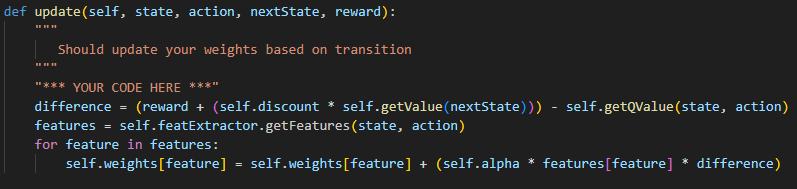 def update(self, state, action, nextState, reward):
    """
        Should update your weights based on transition
    """
    "*** YOUR CODE HERE ***"
    difference = (reward + (self.discount * self.getValue(nextState))) - self.getQValue(state, action)
    features = self.featExtractor.getFeatures(state, action)
    for feature in features:
        self.weights[feature] = self.weights[feature] + (self.alpha * features[feature] * difference)